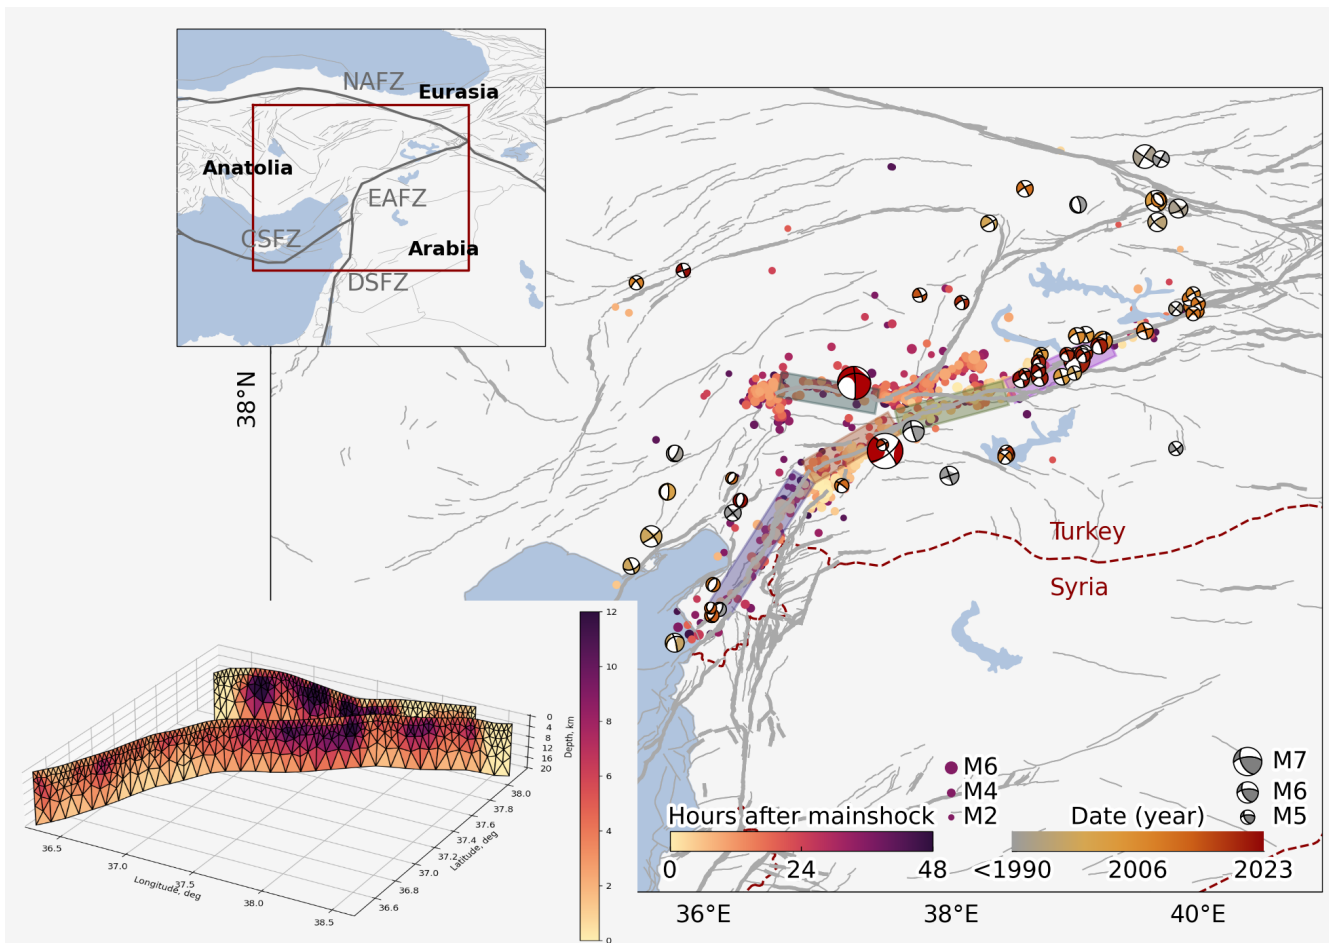 NAFZ
Eurasia
Anatolia
EAFZ
CSFZ
Arabia
DSFZ
38°N
Turkey
Syria
12
10
8
6
4
2
0
0
4
8
12
16
20
Depth, km
38.0
37.8
37.6
37.4
37.2
37.0
36.8
36.6
Latitude, deg
36.5
37.0
37.5
38.0
38.5
Longitude, deg
M6
M4
M2
M7
M6
M5
Hours after mainshock
0 24 48
Date (year)
<1990 2006 2023
36°E 38°E 40°E